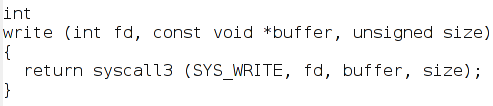 int
write (int fd, const void *buffer, unsigned size)
{
  return syscall3 (SYS_WRITE, fd, buffer, size);
}